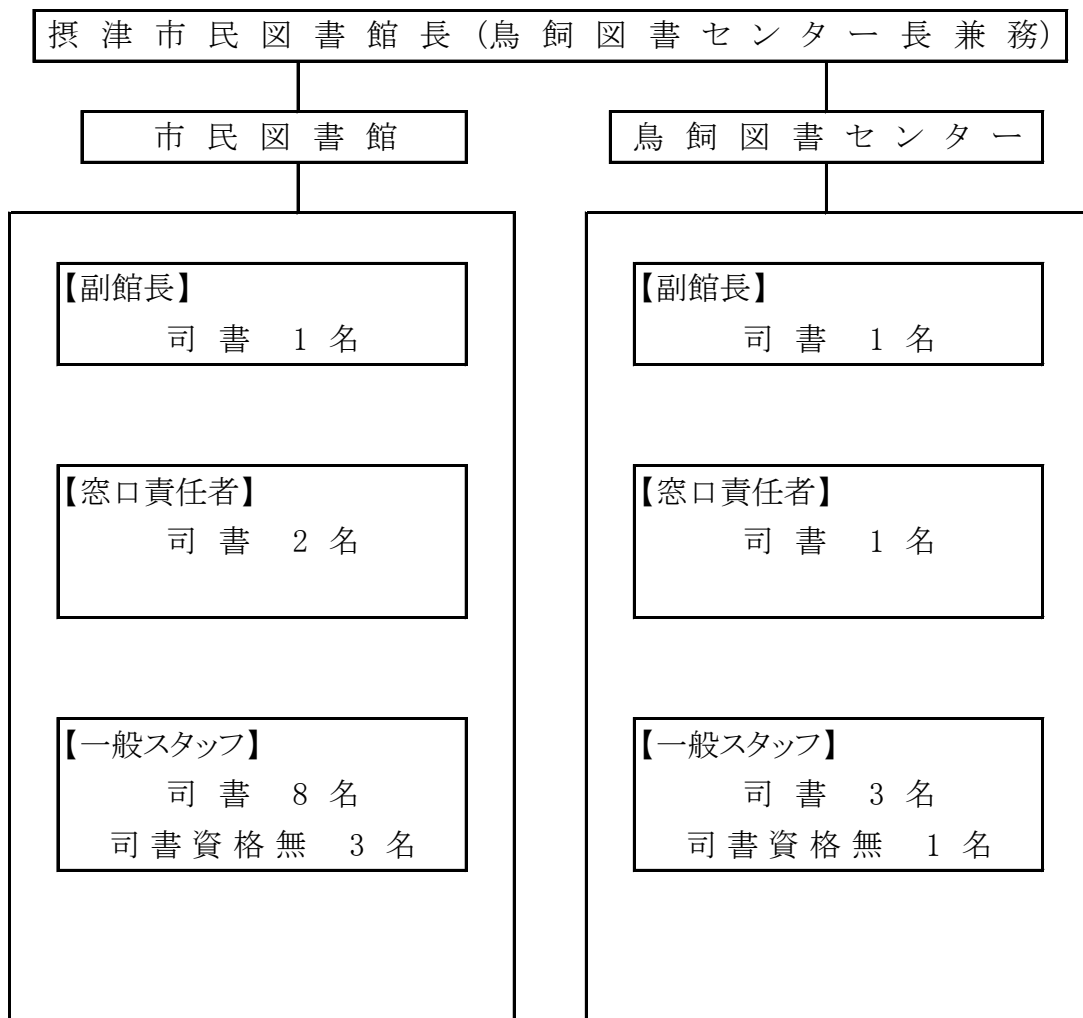 摂津市民図書館長(鳥飼図書センター長兼務)
市民図書館
鳥飼図書センター
【副館長】
司書 1名
【窓口責任者】
司書 2名
【一般スタッフ】
司書 8名
司書資格無 3名
【副館長】
司書 1名
【窓口責任者】
司書 1名
【一般スタッフ】
司書 3名
司書資格無 1名